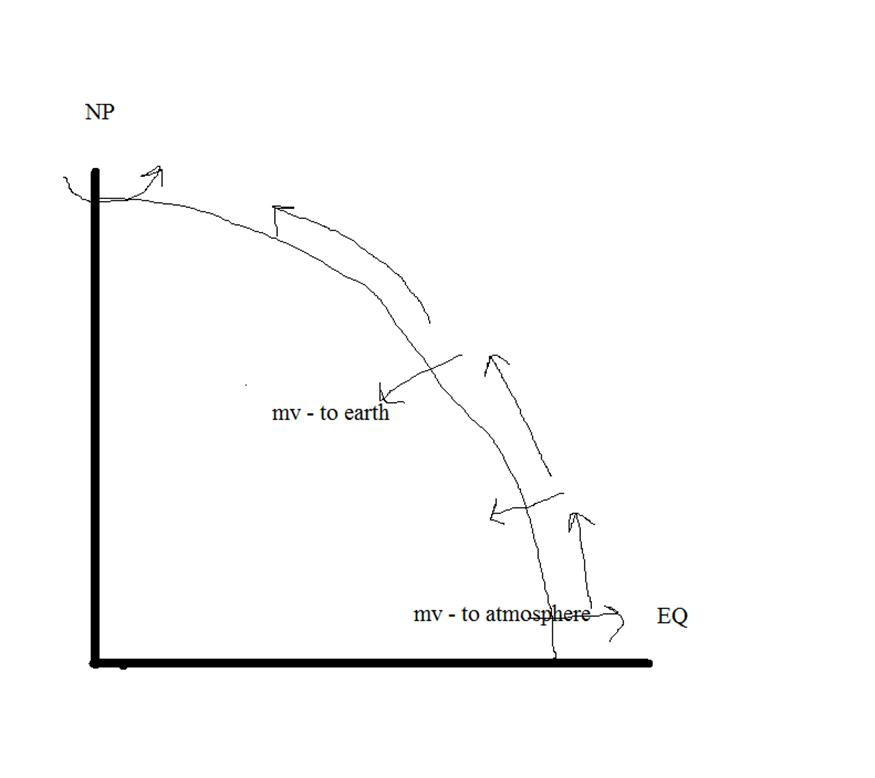 NP
mv - to earth
mv - to atmosphere
EQ